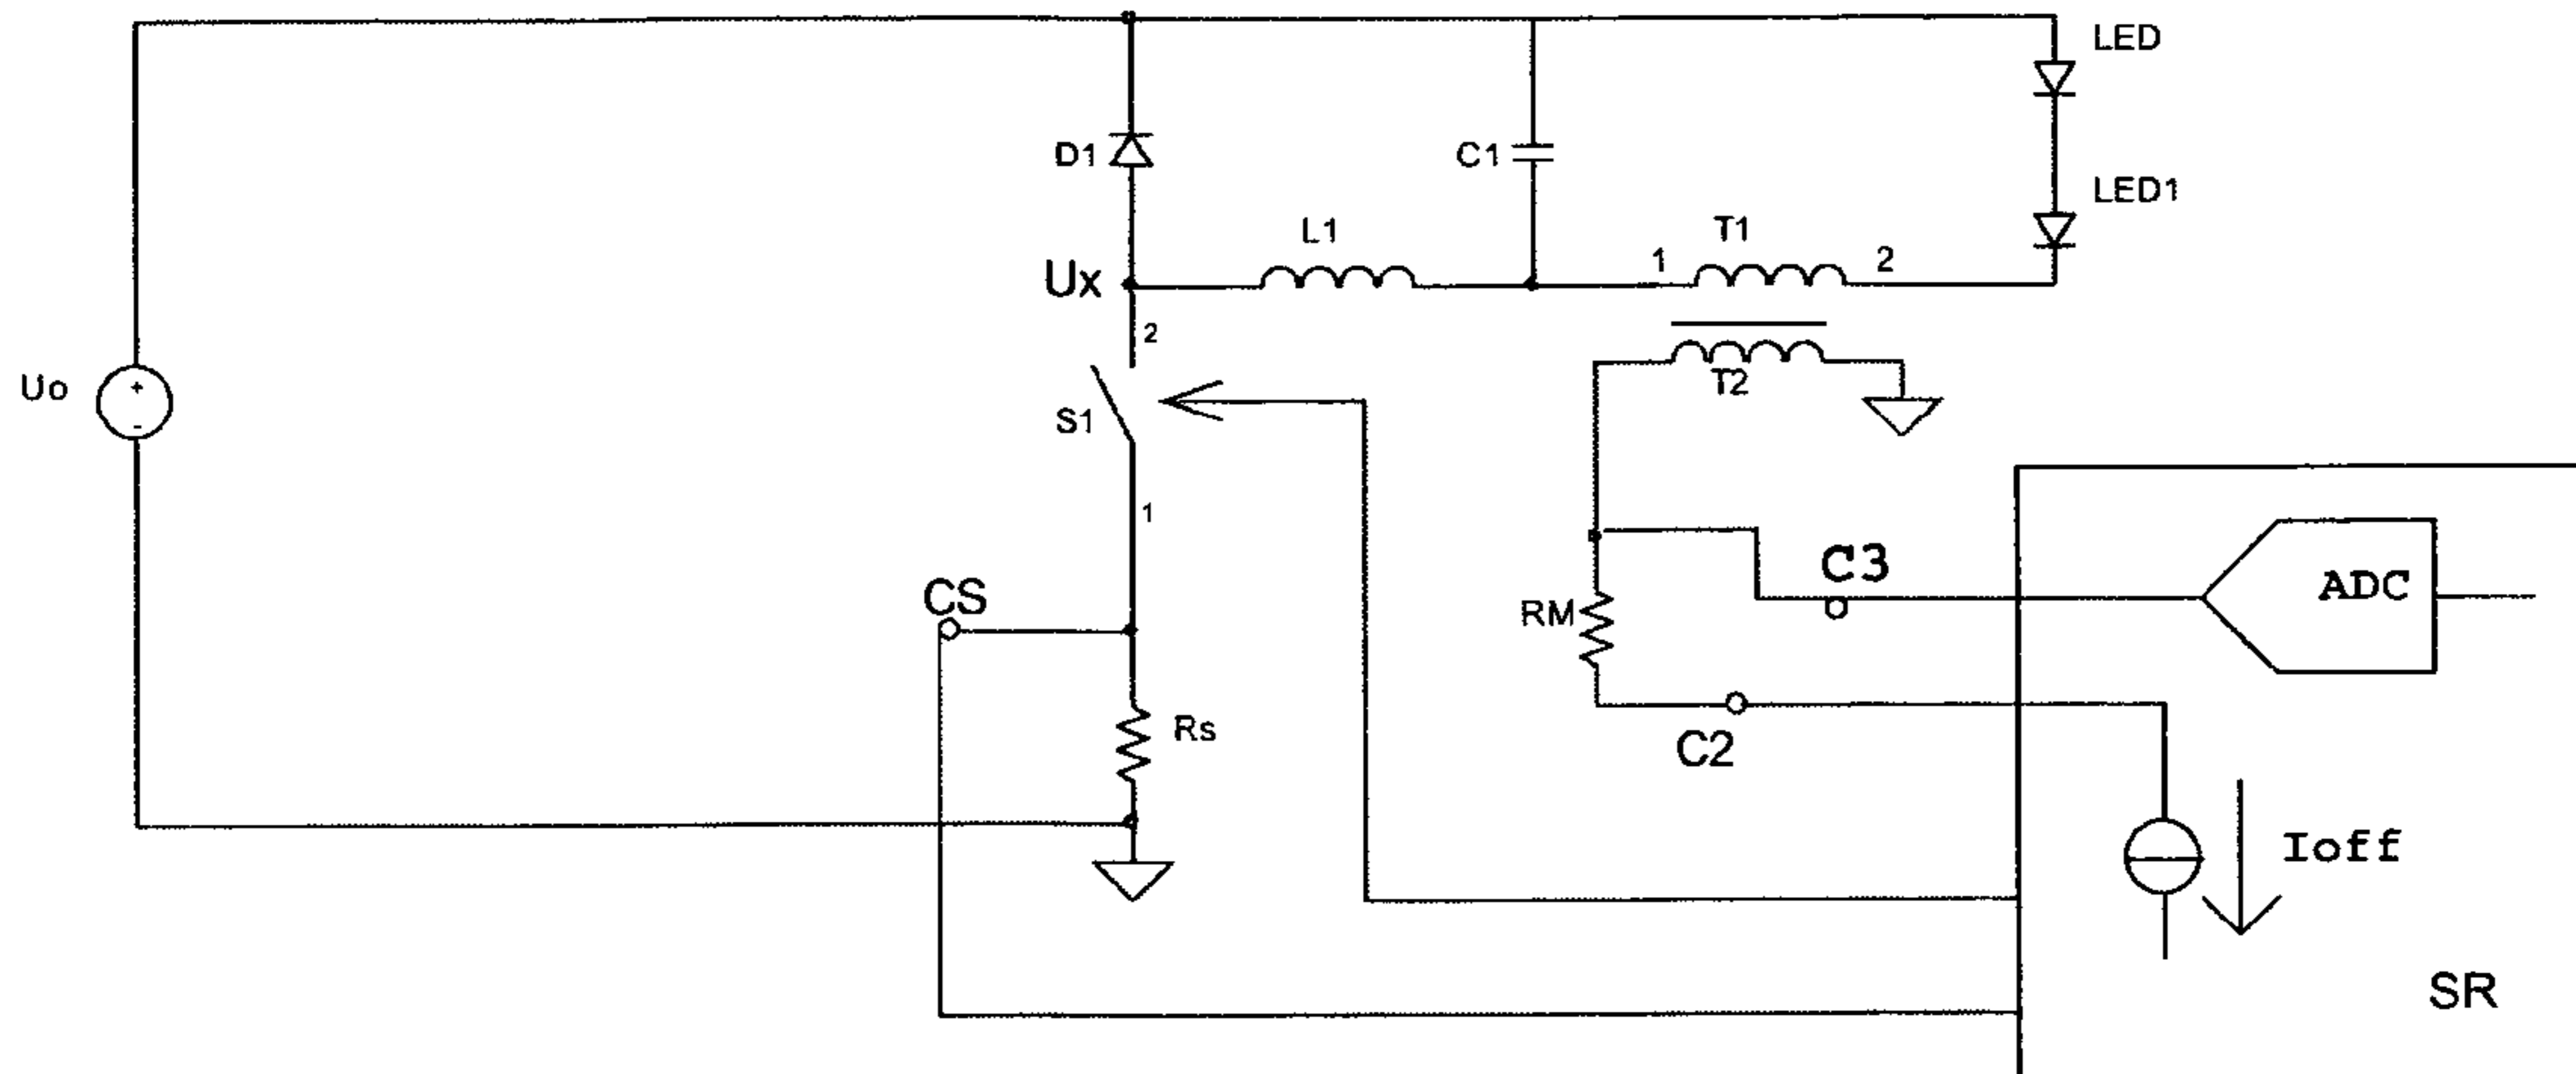 LED
D1
C1
LED1
L1
T1
1
2
Ux
2
Uo
+
-
S1
T2
1
CS
C3
ADC
RM
Rs
C2
Ioff
SR